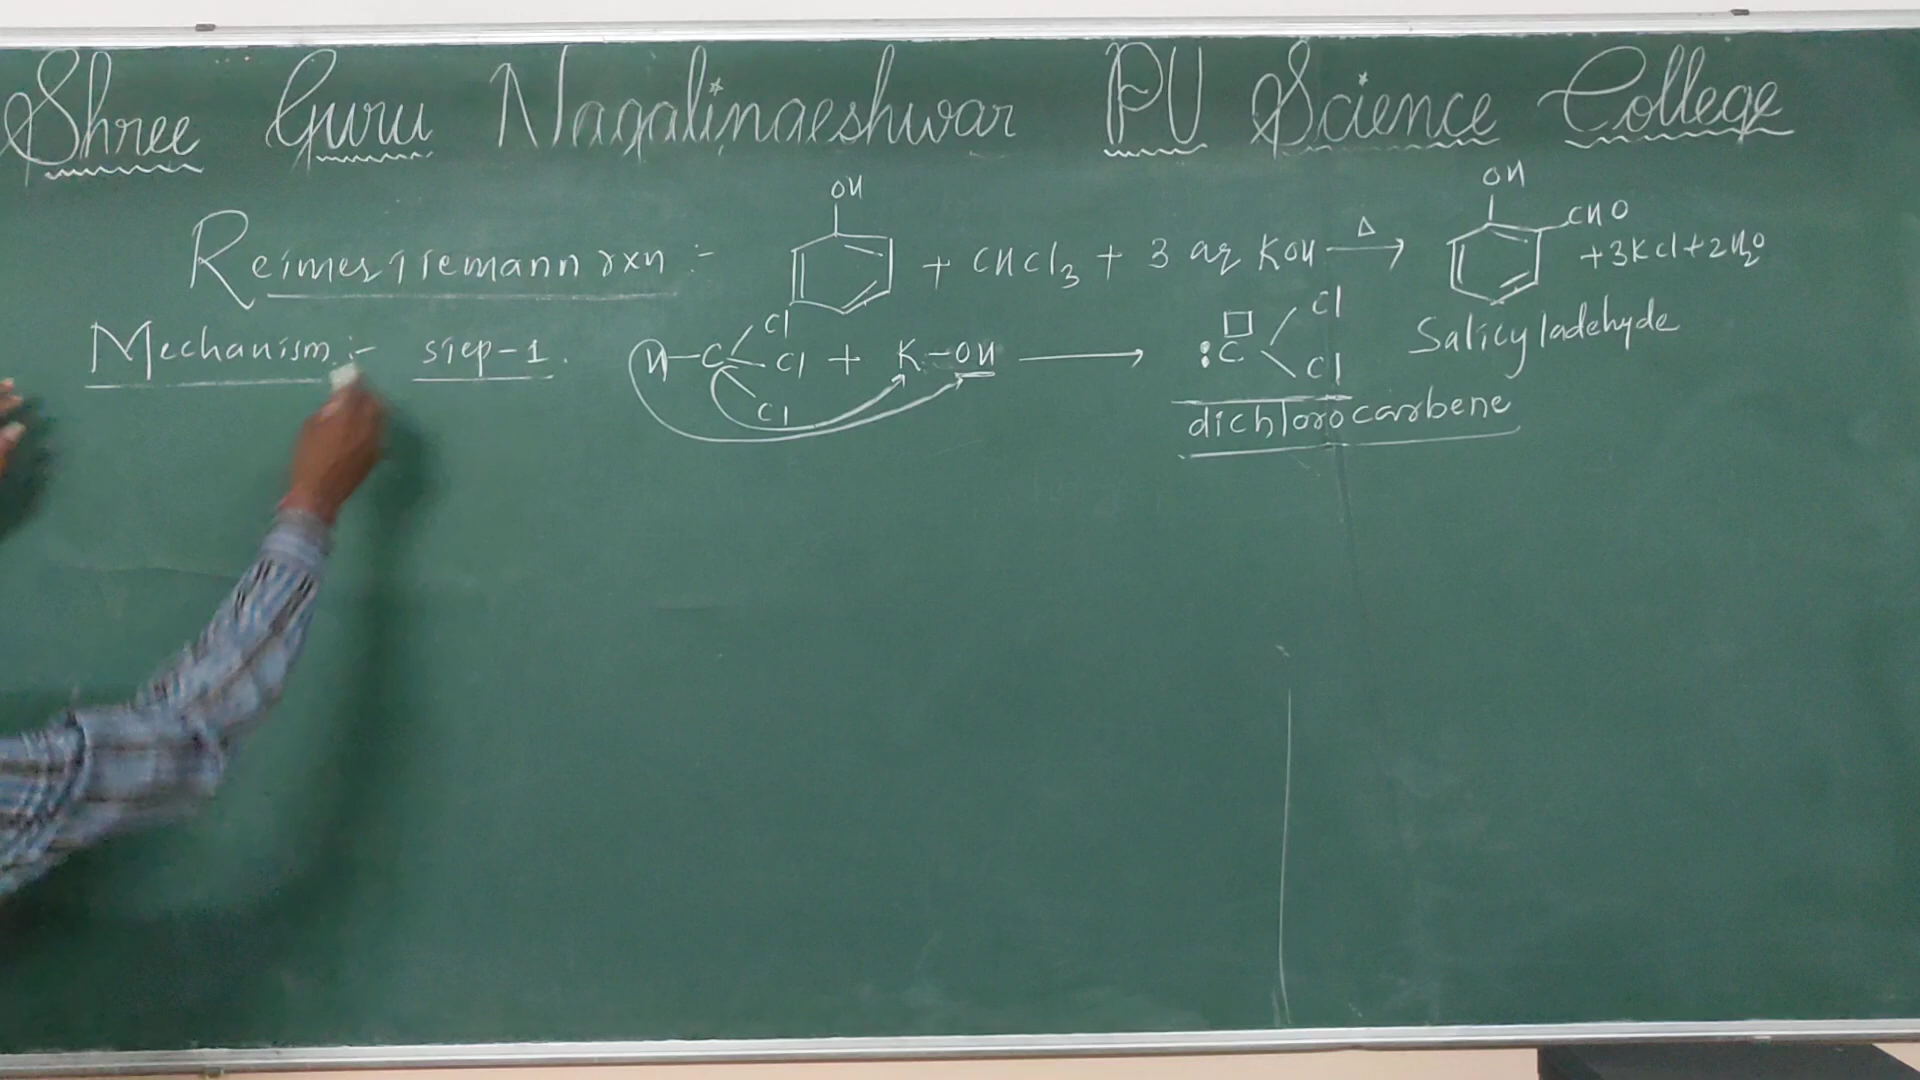 Shree Guru Nagalingeshwar PU Science College
Reimer Tiemann rxn :- OH + CHCl3 + 3 aq KOH Δ → OH CHO + 3KCl + 2H2O
Salicyladehyde
Mechanism :- step-1. H-C Cl Cl Cl + K-OH → :C Cl Cl
dichlorocarbene